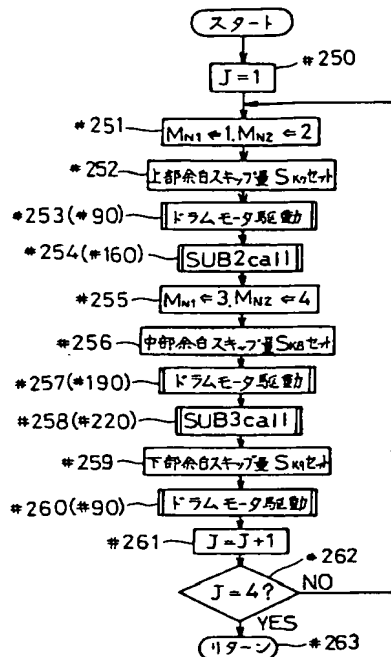 スタート
#250
J=1
#251
MN1⇐1.MN2⇐2
#252
上部余白スキップ量SK7セット
#253(#90)
ドラムモータ駆動
#254(#160)
SUB2call
#255
MN1⇐3.MN2⇐4
#256
中部余白スキップ量SK8セット
#257(#190)
ドラムモータ駆動
#258(#220)
SUB3call
#259
下部余白スキップ量SK9セット
#260(#90)
ドラムモータ駆動
#261
J=J+1
#262
J=4?
NO
YES
リターン
#263